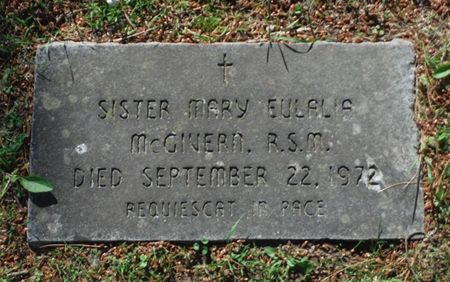 SISTER MARY EULALIA
McGIVERN, R.S.M.
DIED SEPTEMBER 22, 1972
REQUIESCAT IN PACE